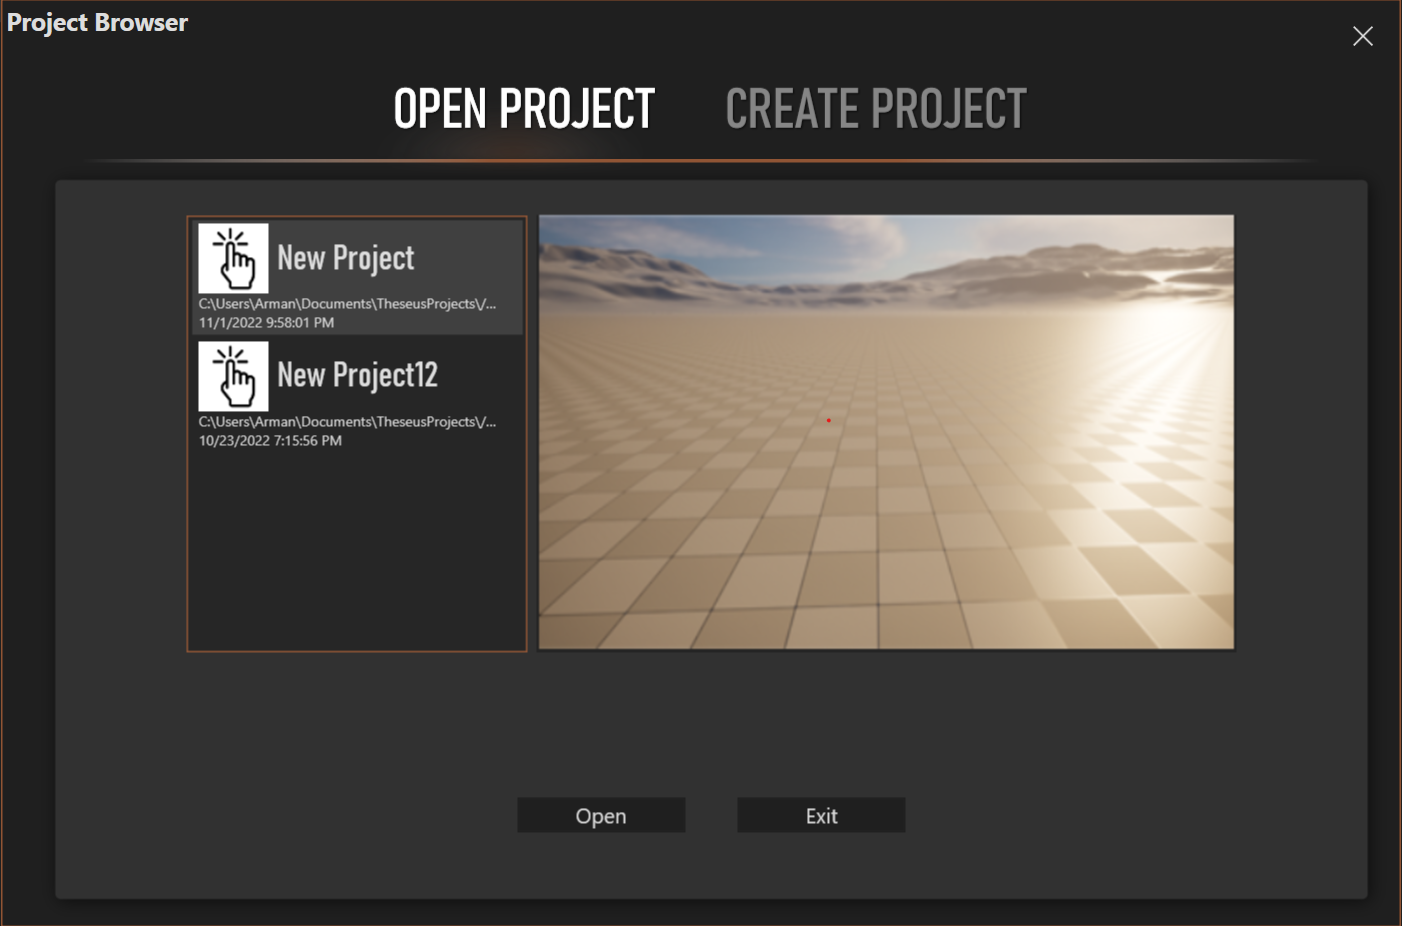 Project Browser
OPEN PROJECT CREATE PROJECT
New Project
C:\Users\Arman\Documents\TheseusProjects\/...
11/1/2022 9:58:01 PM
New Project12
C:\Users\Arman\Documents\TheseusProjects\/...
10/23/2022 7:15:56 PM
Open Exit